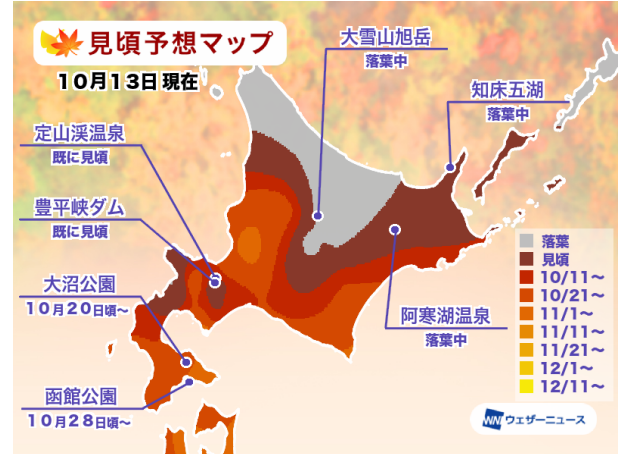 見頃予想マップ
10月13日 現在
大雪山旭岳
落葉中
知床五湖
落葉中
定山渓温泉
既に見頃
豊平峡ダム
既に見頃
大沼公園
10月20日頃~
函館公園
10月28日頃~
阿寒湖温泉
落葉中
落葉
見頃
10/11~
10/21~
11/1~
11/11~
11/21~
12/1~
12/11~
WNI ウェザーニュース